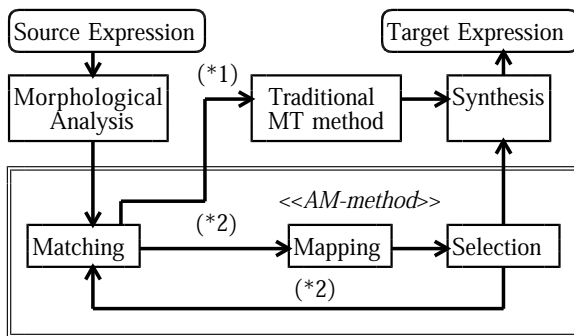 Source Expression
Target Expression
Morphological
Analysis
(*1)
Traditional
MT method
Synthesis
<<AM-method>>
Matching
(*2)
Mapping
Selection
(*2)